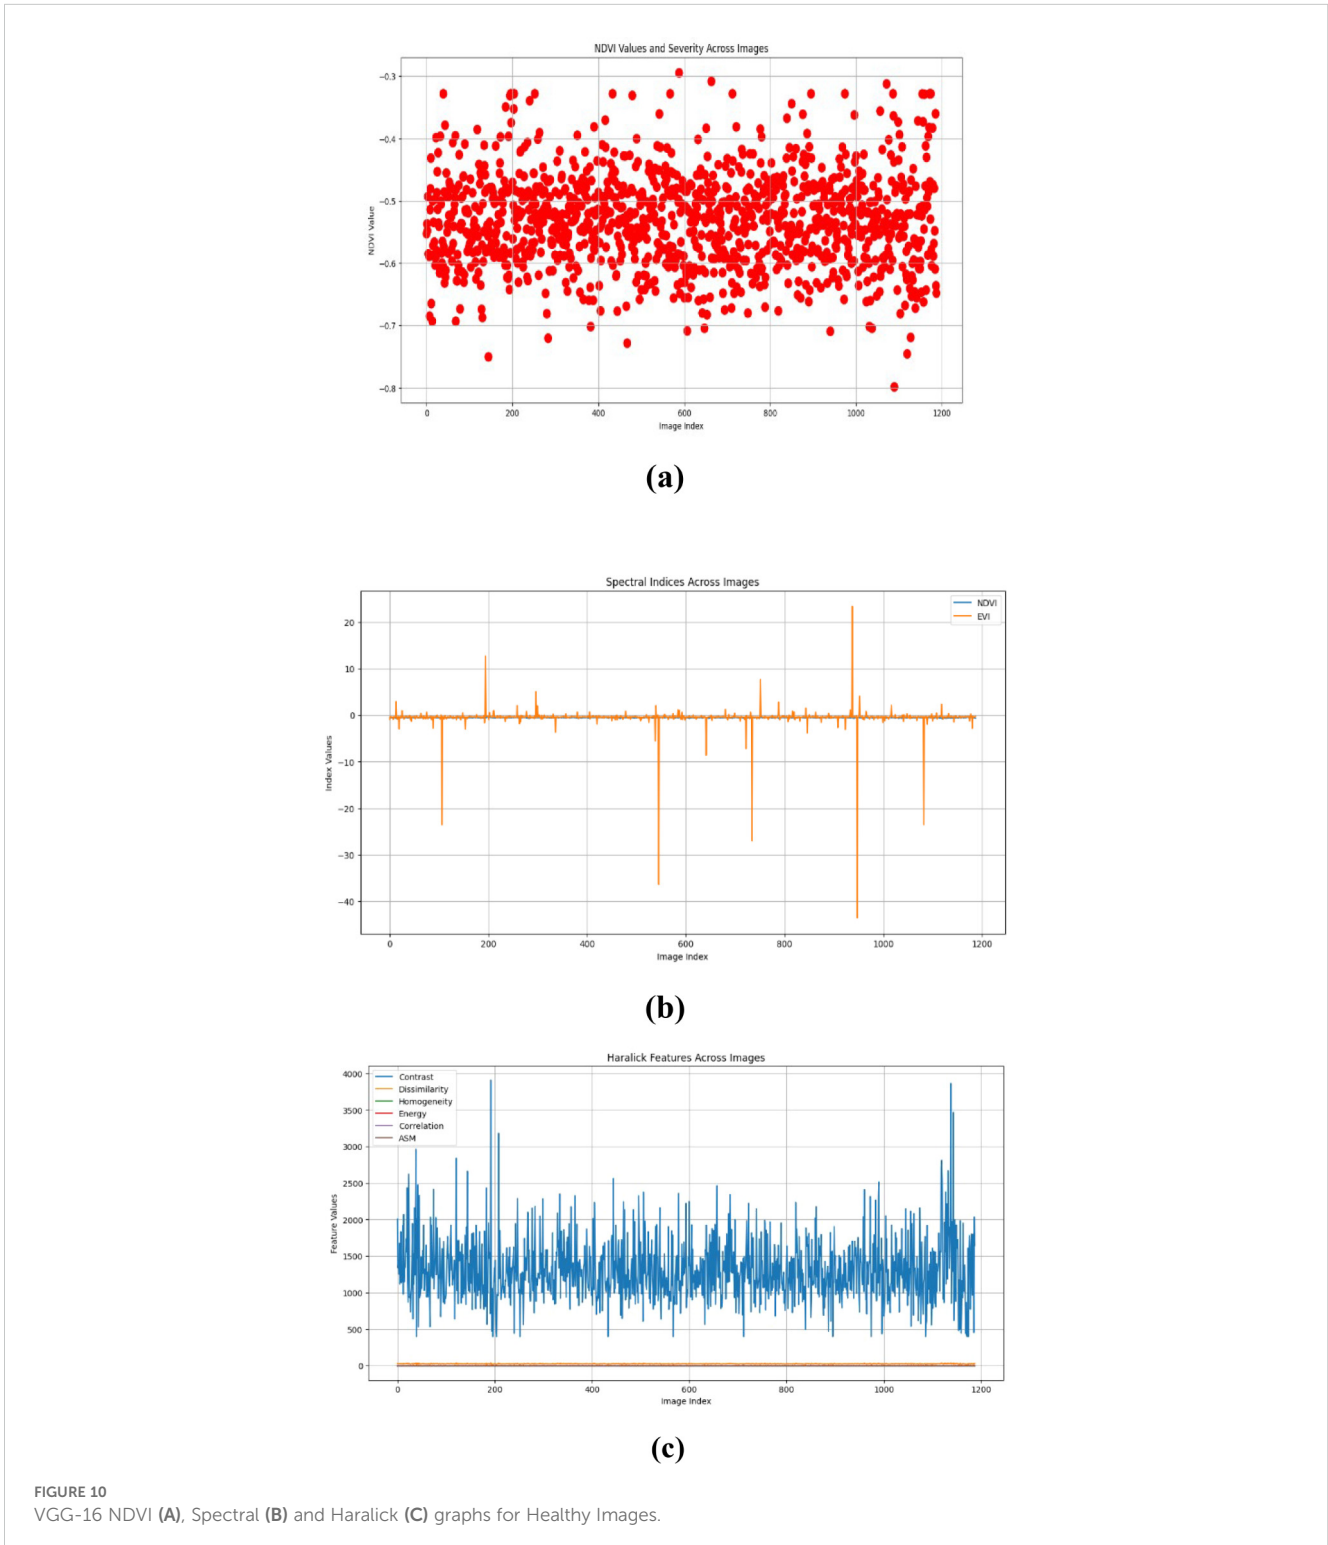 NDVI Values and Severity Across Images
−0.3
−0.4
−0.5
−0.6
−0.7
−0.8
NDVI Value
0 200 400 600 800 1000 1200
Image Index
(a)
Spectral Indices Across Images
NDVI
EVI
20
10
0
−10
−20
−30
−40
Index Values
0 200 400 600 800 1000 1200
Image Index
(b)
Haralick Features Across Images
Contrast
Dissimilarity
Homogeneity
Energy
Correlation
ASM
4000
3500
3000
2500
2000
1500
1000
500
0
Feature Values
0 200 400 600 800 1000 1200
Image Index
(c)
FIGURE 10
VGG-16 NDVI (A), Spectral (B) and Haralick (C) graphs for Healthy Images.